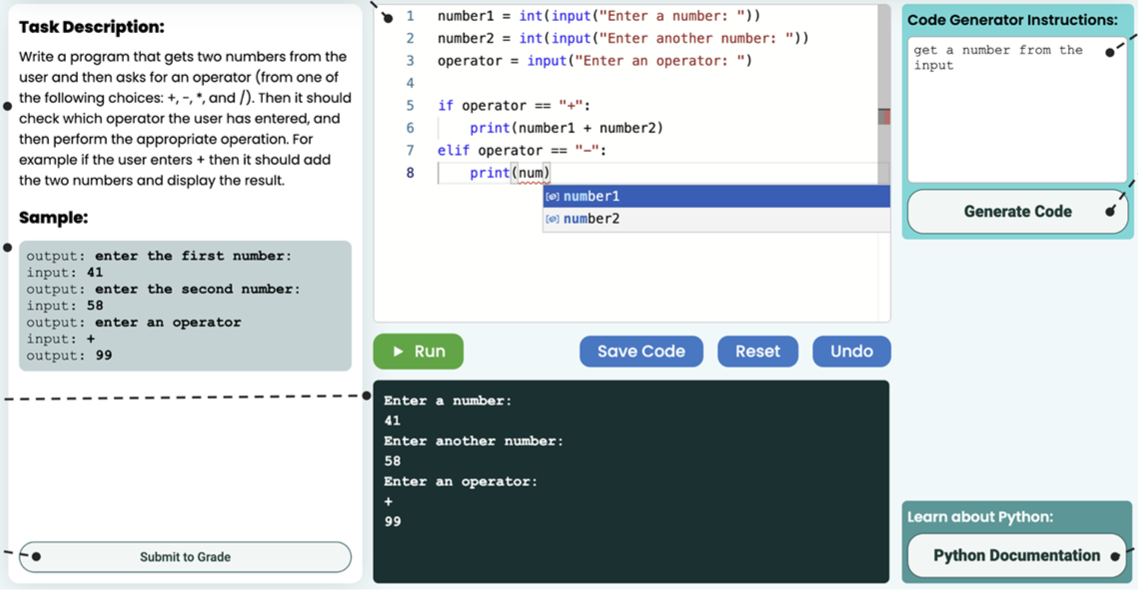 Task Description:
Write a program that gets two numbers from the
user and then asks for an operator (from one of
the following choices: +, -, *, and /). Then it should
check which operator the user has entered, and
then perform the appropriate operation. For
example if the user enters + then it should add
the two numbers and display the result.
Sample:
output: enter the first number:
input: 41
output: enter the second number:
input: 58
output: enter an operator
input: +
output: 99
Submit to Grade
1 number1 = int(input("Enter a number: "))
2 number2 = int(input("Enter another number: "))
3 operator = input("Enter an operator: ")
4
5 if operator == "+":
6     print(number1 + number2)
7 elif operator == "-":
8     print(num)
number1
number2
Run
Save Code
Reset
Undo
Enter a number:
41
Enter another number:
58
Enter an operator:
+
99
Code Generator Instructions:
get a number from the
input
Generate Code
Learn about Python:
Python Documentation